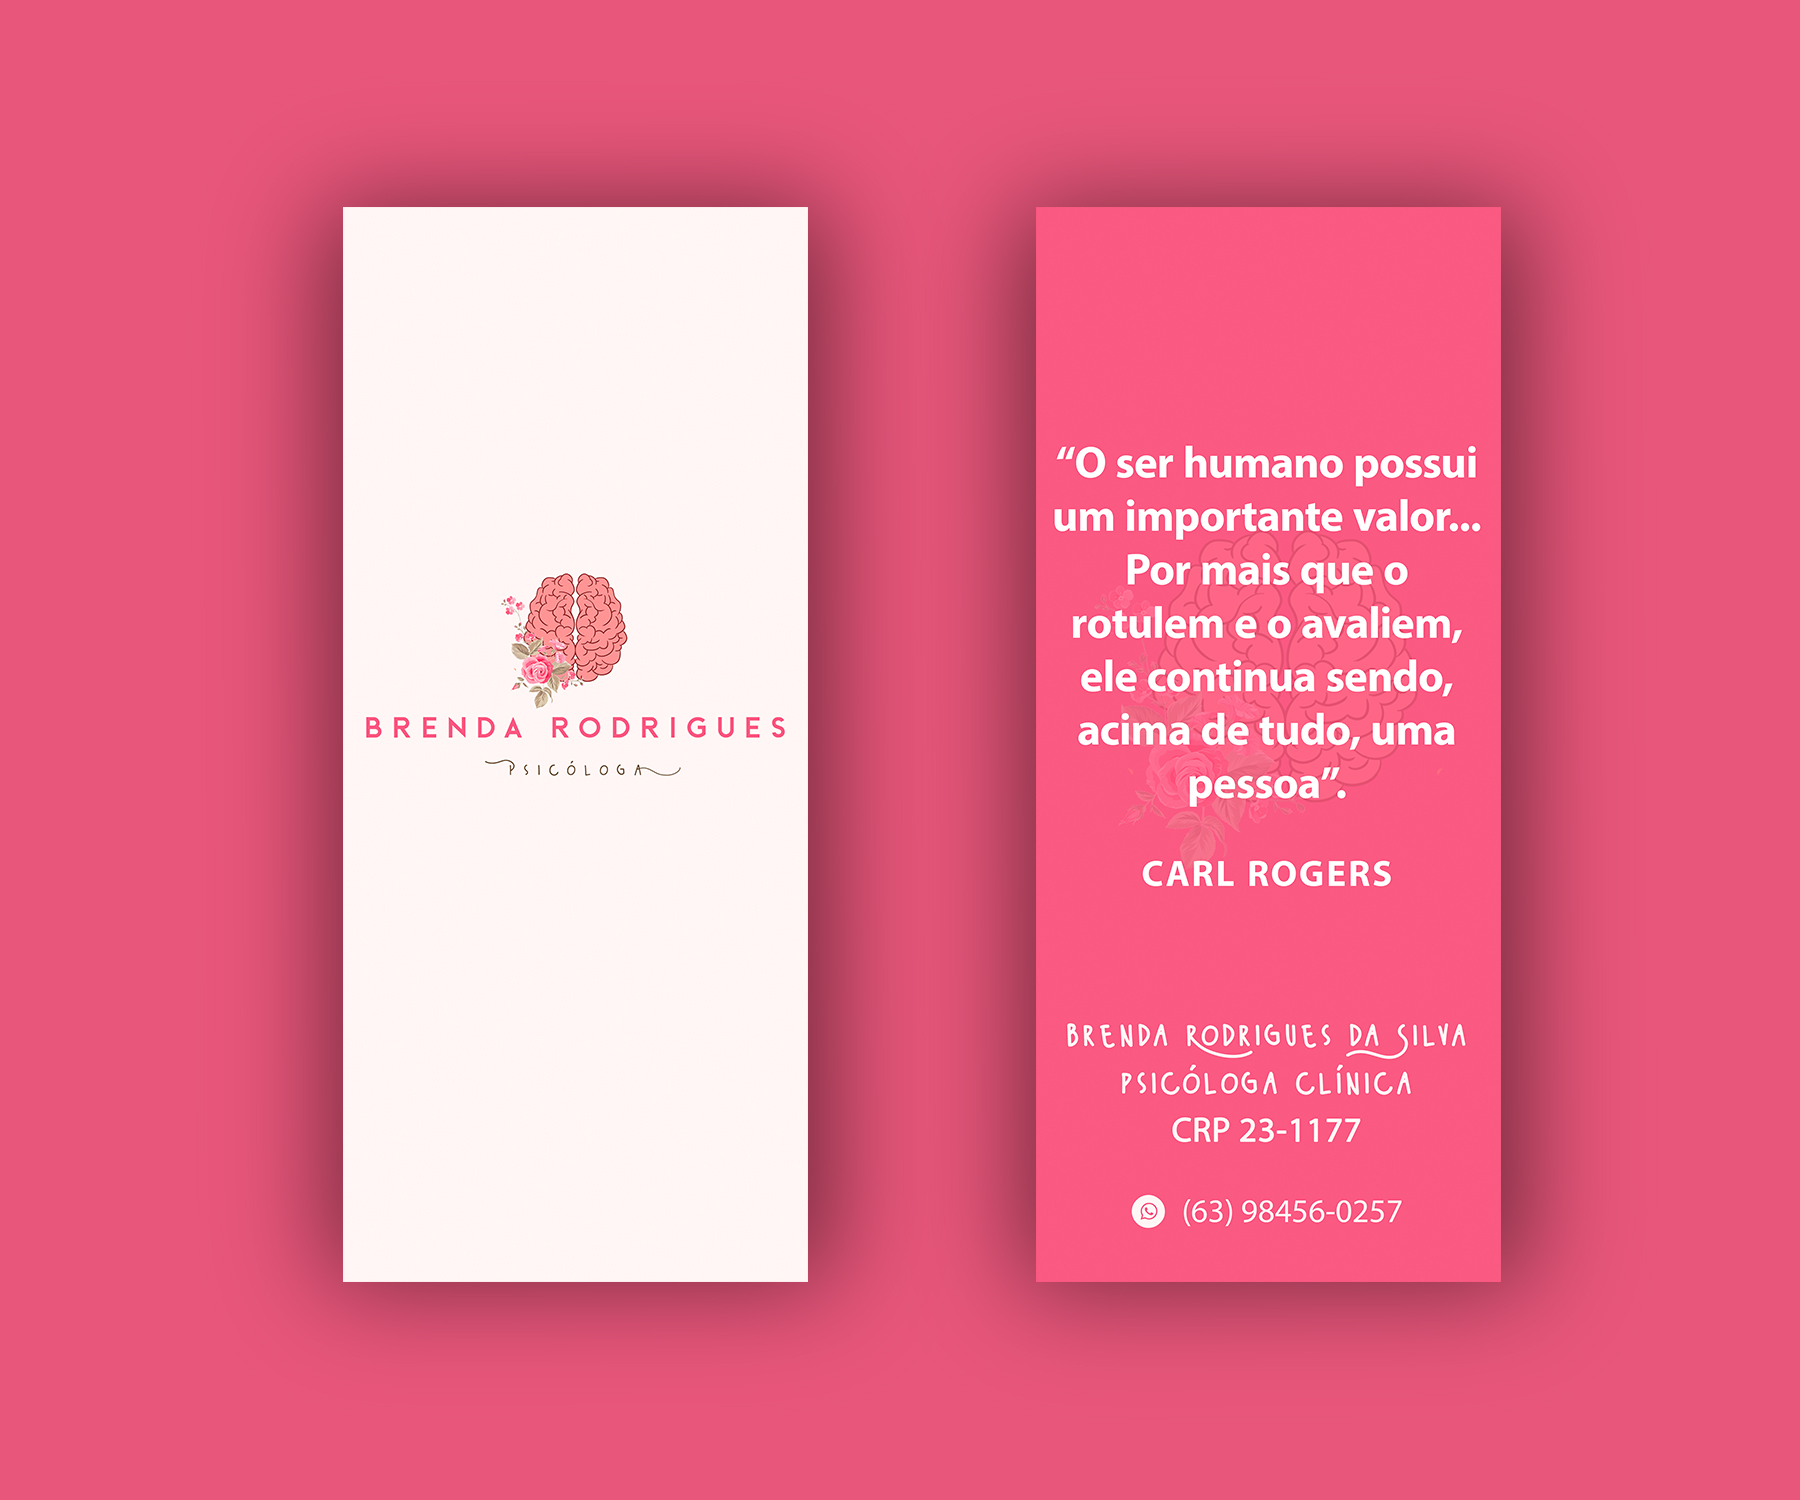 BRENDA RODRIGUES
PSICÓLOGA
“O ser humano possui
um importante valor...
Por mais que o
rotulem e o avaliem,
ele continua sendo,
acima de tudo, uma
pessoa”.
CARL ROGERS
BRENDA RODRIGUES DA SILVA
PSICÓLOGA CLÍNICA
CRP 23-1177
(63) 98456-0257